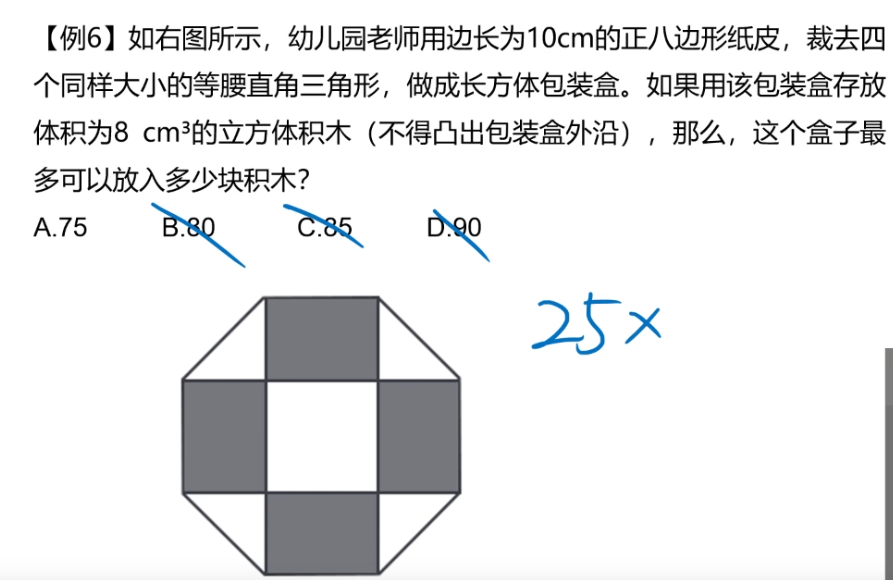 【例6】如右图所示，幼儿园老师用边长为10cm的正八边形纸皮，裁去四
个同样大小的等腰直角三角形，做成长方体包装盒。如果用该包装盒存放
体积为8 cm³的立方体积木（不得凸出包装盒外沿），那么，这个盒子最
多可以放入多少块积木？
A.75 B.80 C.85 D.90
25×